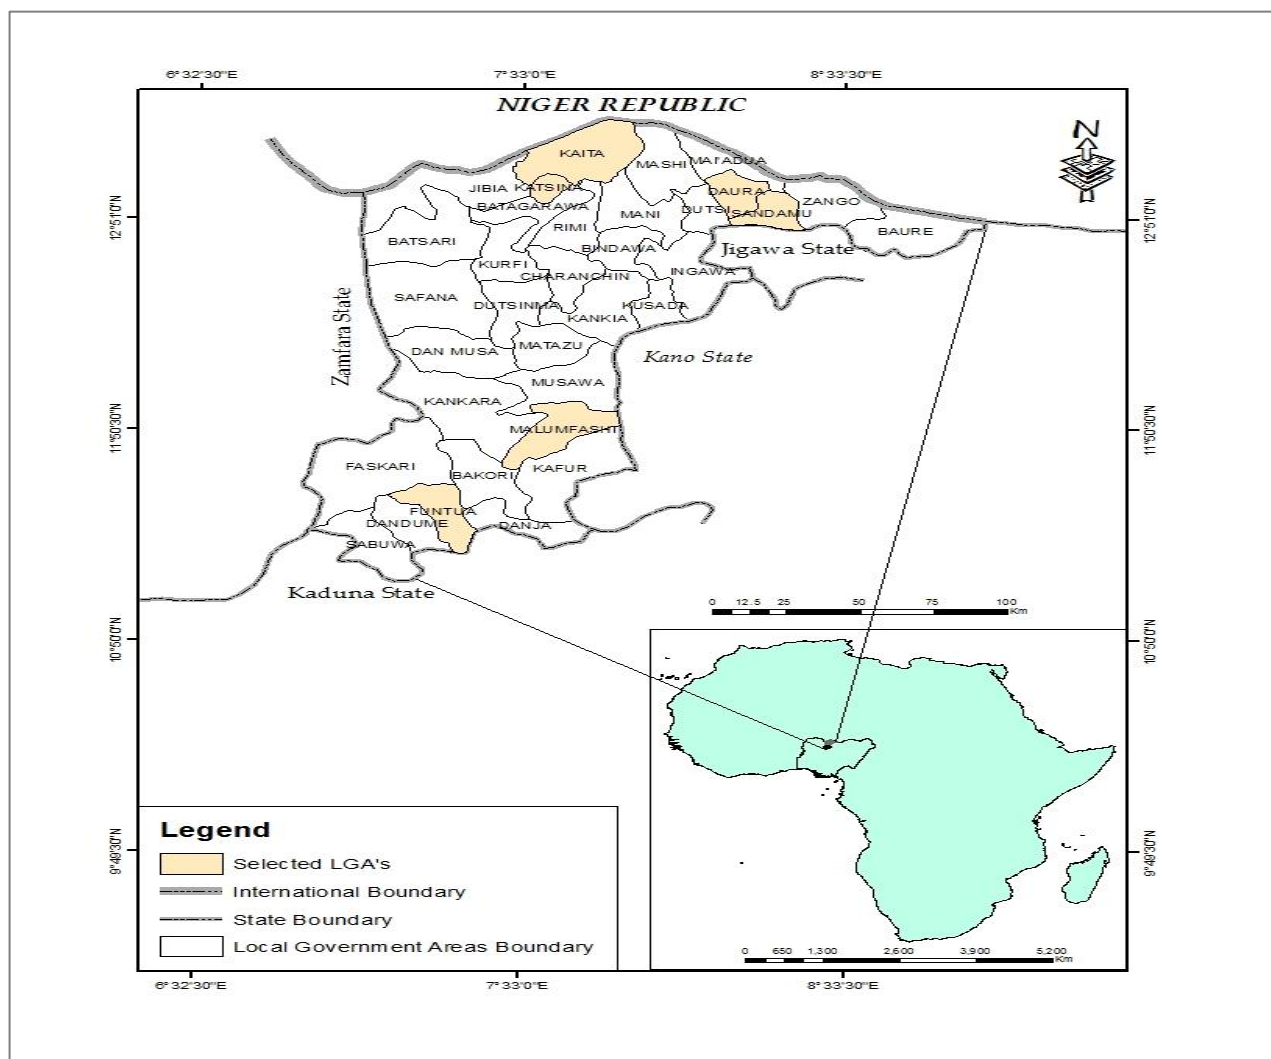 6°32'30"E 7°33'0"E 8°33'30"E
NIGER REPUBLIC
N
KAITA
MASHI MAI'ADUA
JIBIA KATSINA DAURA
BATAGARAWA DUTSI SANDAMU ZANGO
MANI
RIMI
BAURE
BATSARI
BINDAWA Jigawa State
KURFI
CHARANCHIN INGAWA
SAFANA
DUTSINMA KUSADA
KANKIA
DAN MUSA MATAZU
Kano State
Zamfara State
MUSAWA
KANKARA
MALUMFASHI
FASKARI
BAKORI KAFUR
FUNTUA
DANDUME DANJA
SABUWA
Kaduna State
12°51'0"N
11°50'30"N
10°50'0"N
9°49'30"N
12°51'0"N
11°50'30"N
10°50'0"N
9°49'30"N
0 12.5 25 50 75 100
Km
Legend
Selected LGA's
International Boundary
State Boundary
Local Government Areas Boundary
0 650 1,300 2,600 3,900 5,200
Km
6°32'30"E 7°33'0"E 8°33'30"E